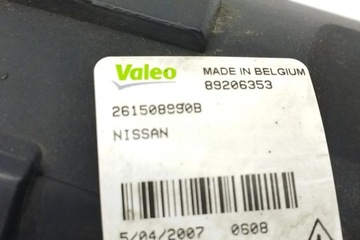 Valeo MADE IN BELGIUM
89206353
261508990B
NISSAN
5/04/2007 0608